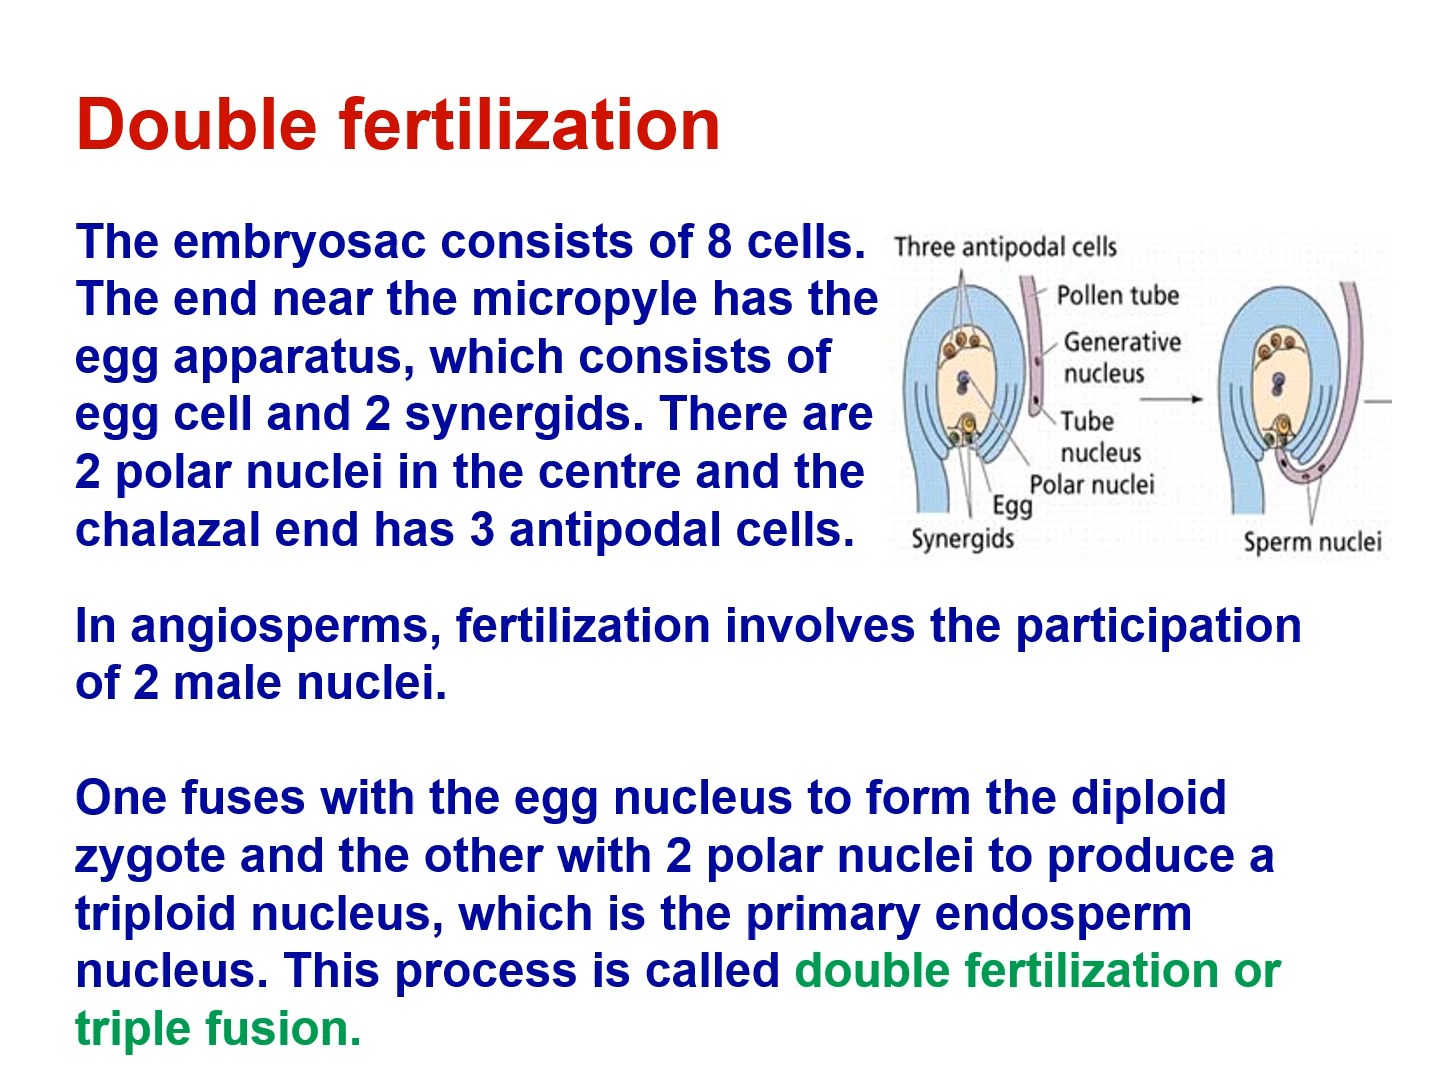 Double fertilization
The embryosac consists of 8 cells.
The end near the micropyle has the
egg apparatus, which consists of
egg cell and 2 synergids. There are
2 polar nuclei in the centre and the
chalazal end has 3 antipodal cells.
Three antipodal cells
Pollen tube
Generative
nucleus
Tube
nucleus
Polar nuclei
Egg
Synergids
Sperm nuclei
In angiosperms, fertilization involves the participation
of 2 male nuclei.
One fuses with the egg nucleus to form the diploid
zygote and the other with 2 polar nuclei to produce a
triploid nucleus, which is the primary endosperm
nucleus. This process is called double fertilization or
triple fusion.